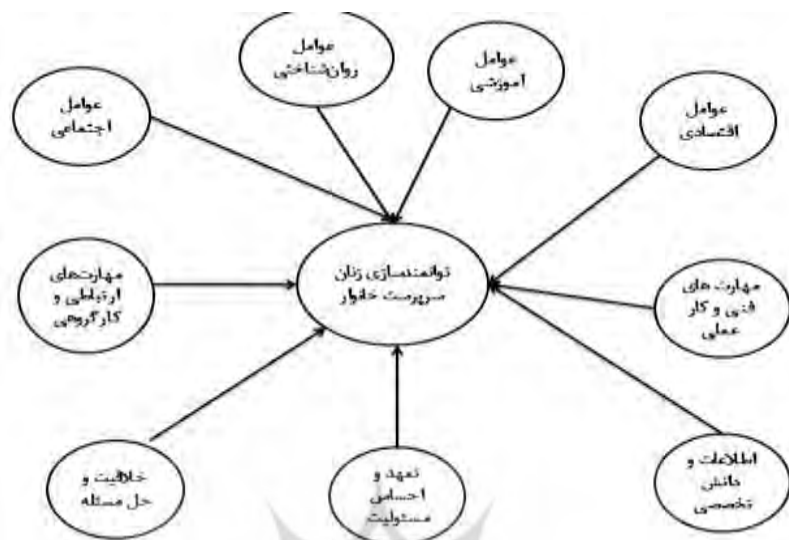 عوامل
روان‌شناختی
عوامل
آموزشی
عوامل
اقتصادی
عوامل
اجتماعی
توانمندسازی زنان
سرپرست خانوار
مهارت‌های
ارتباطی و
کارگروهی
مهارت های
فنی و کار
عملی
خلاقیت و
حل مسئله
تعهد و
احساس
مسئولیت
اطلاعات و
دانش
تخصصی